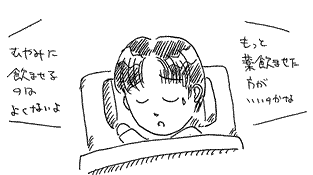 むやみに
飲ませる
のは
よくないよ
もっと
薬飲ませた
方が
いいのかな